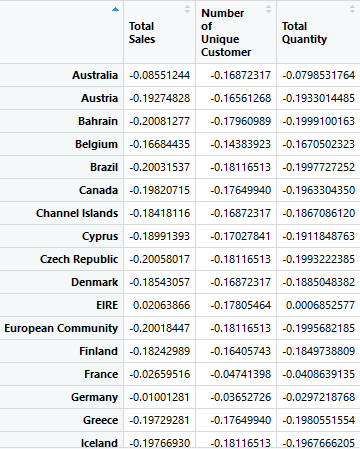 Total Sales Number of Unique Customer Total Quantity
Australia -0.08551244 -0.16872317 -0.0798531764
Austria -0.19274828 -0.16561268 -0.1933014485
Bahrain -0.20081277 -0.17960989 -0.1999100163
Belgium -0.16684435 -0.14383923 -0.1670502323
Brazil -0.20031537 -0.18116513 -0.1997727252
Canada -0.19820715 -0.17649940 -0.1963304350
Channel Islands -0.18418116 -0.16872317 -0.1867086120
Cyprus -0.18991393 -0.17027841 -0.1911848763
Czech Republic -0.20058017 -0.18116513 -0.1993222385
Denmark -0.18543057 -0.16872317 -0.1885048382
EIRE 0.02063866 -0.17805464 0.0006852577
European Community -0.20018447 -0.18116513 -0.1995682185
Finland -0.18242989 -0.16405743 -0.1849738809
France -0.02659516 -0.04741398 -0.0408639135
Germany -0.01001281 -0.03652726 -0.0297218768
Greece -0.19729281 -0.17649940 -0.1980551554
Iceland -0.19766930 -0.18116513 -0.1967666205